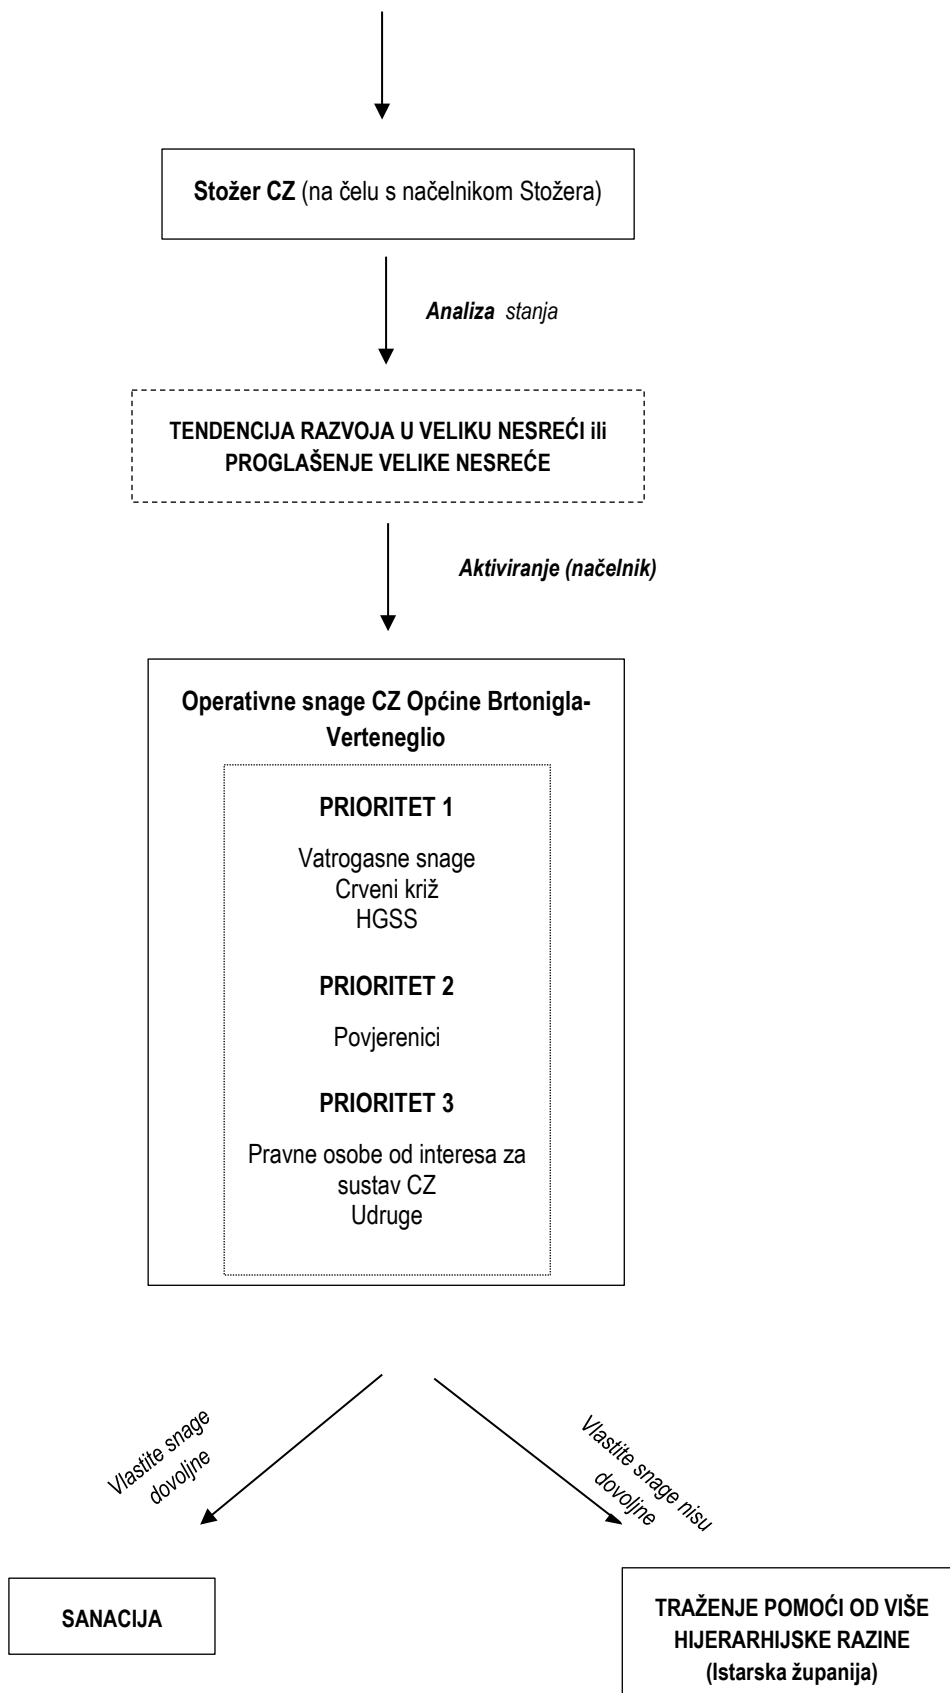 Stožer CZ (na čelu s načelnikom Stožera)
Analiza stanja
TENDENCIJA RAZVOJA U VELIKU NESREĆI ili
PROGLAŠENJE VELIKE NESREĆE
Aktiviranje (načelnik)
Operativne snage CZ Općine Brtonigla-
Verteneglio
PRIORITET 1
Vatrogasne snage
Crveni križ
HGSS
PRIORITET 2
Povjerenici
PRIORITET 3
Pravne osobe od interesa za
sustav CZ
Udruge
Vlastite snage
dovoljne
Vlastite snage nisu
dovoljne
SANACIJA
TRAŽENJE POMOĆI OD VIŠE
HIJERARHIJSKE RAZINE
(Istarska županija)